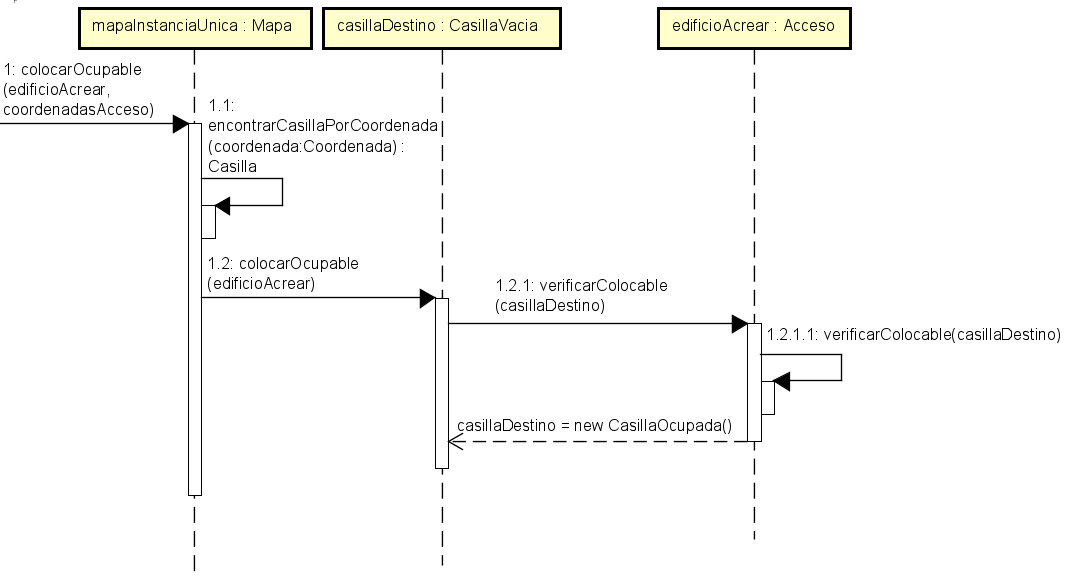 mapaInstanciaUnica : Mapa
casillaDestino : CasillaVacia
edificioAcrear : Acceso
1: colocarOcupable
(edificioAcrear,
coordenadasAcceso)
1.1:
encontrarCasillaPorCoordenada
(coordenada:Coordenada) :
Casilla
1.2: colocarOcupable
(edificioAcrear)
1.2.1: verificarColocable
(casillaDestino)
1.2.1.1: verificarColocable(casillaDestino)
casillaDestino = new CasillaOcupada()